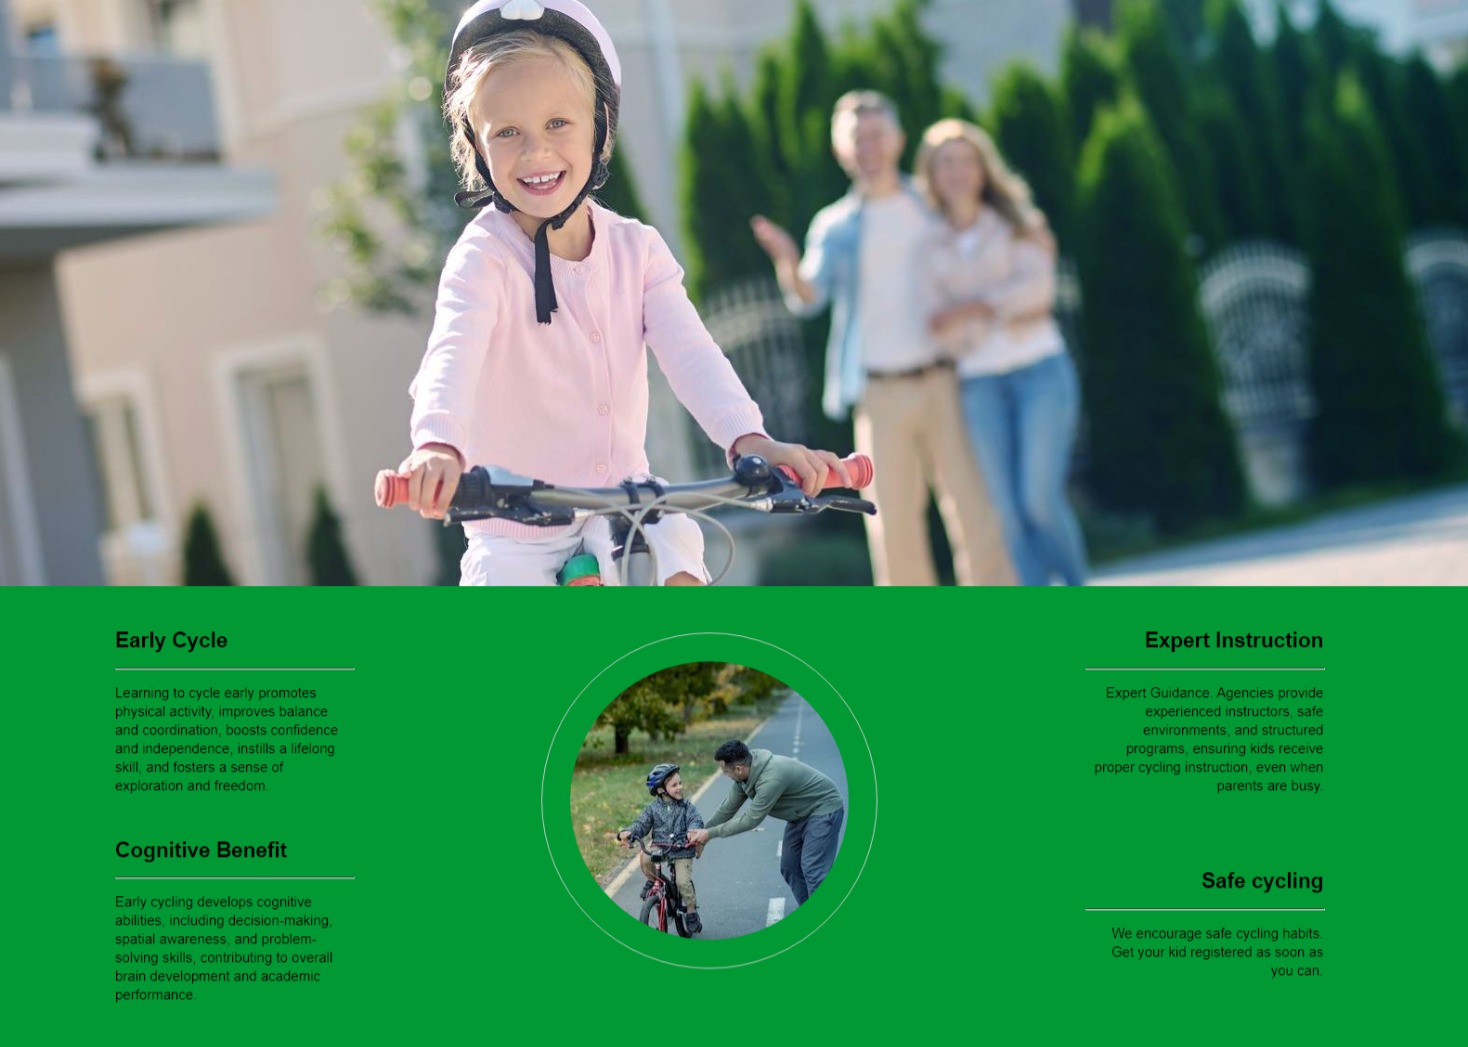 Early Cycle
Learning to cycle early promotes
physical activity, improves balance
and coordination, boosts confidence
and independence, instills a lifelong
skill, and fosters a sense of
exploration and freedom.
Cognitive Benefit
Early cycling develops cognitive
abilities, including decision-making,
spatial awareness, and problem-
solving skills, contributing to overall
brain development and academic
performance.
Expert Instruction
Expert Guidance. Agencies provide
experienced instructors, safe
environments, and structured
programs, ensuring kids receive
proper cycling instruction, even when
parents are busy.
Safe cycling
We encourage safe cycling habits.
Get your kid registered as soon as
you can.